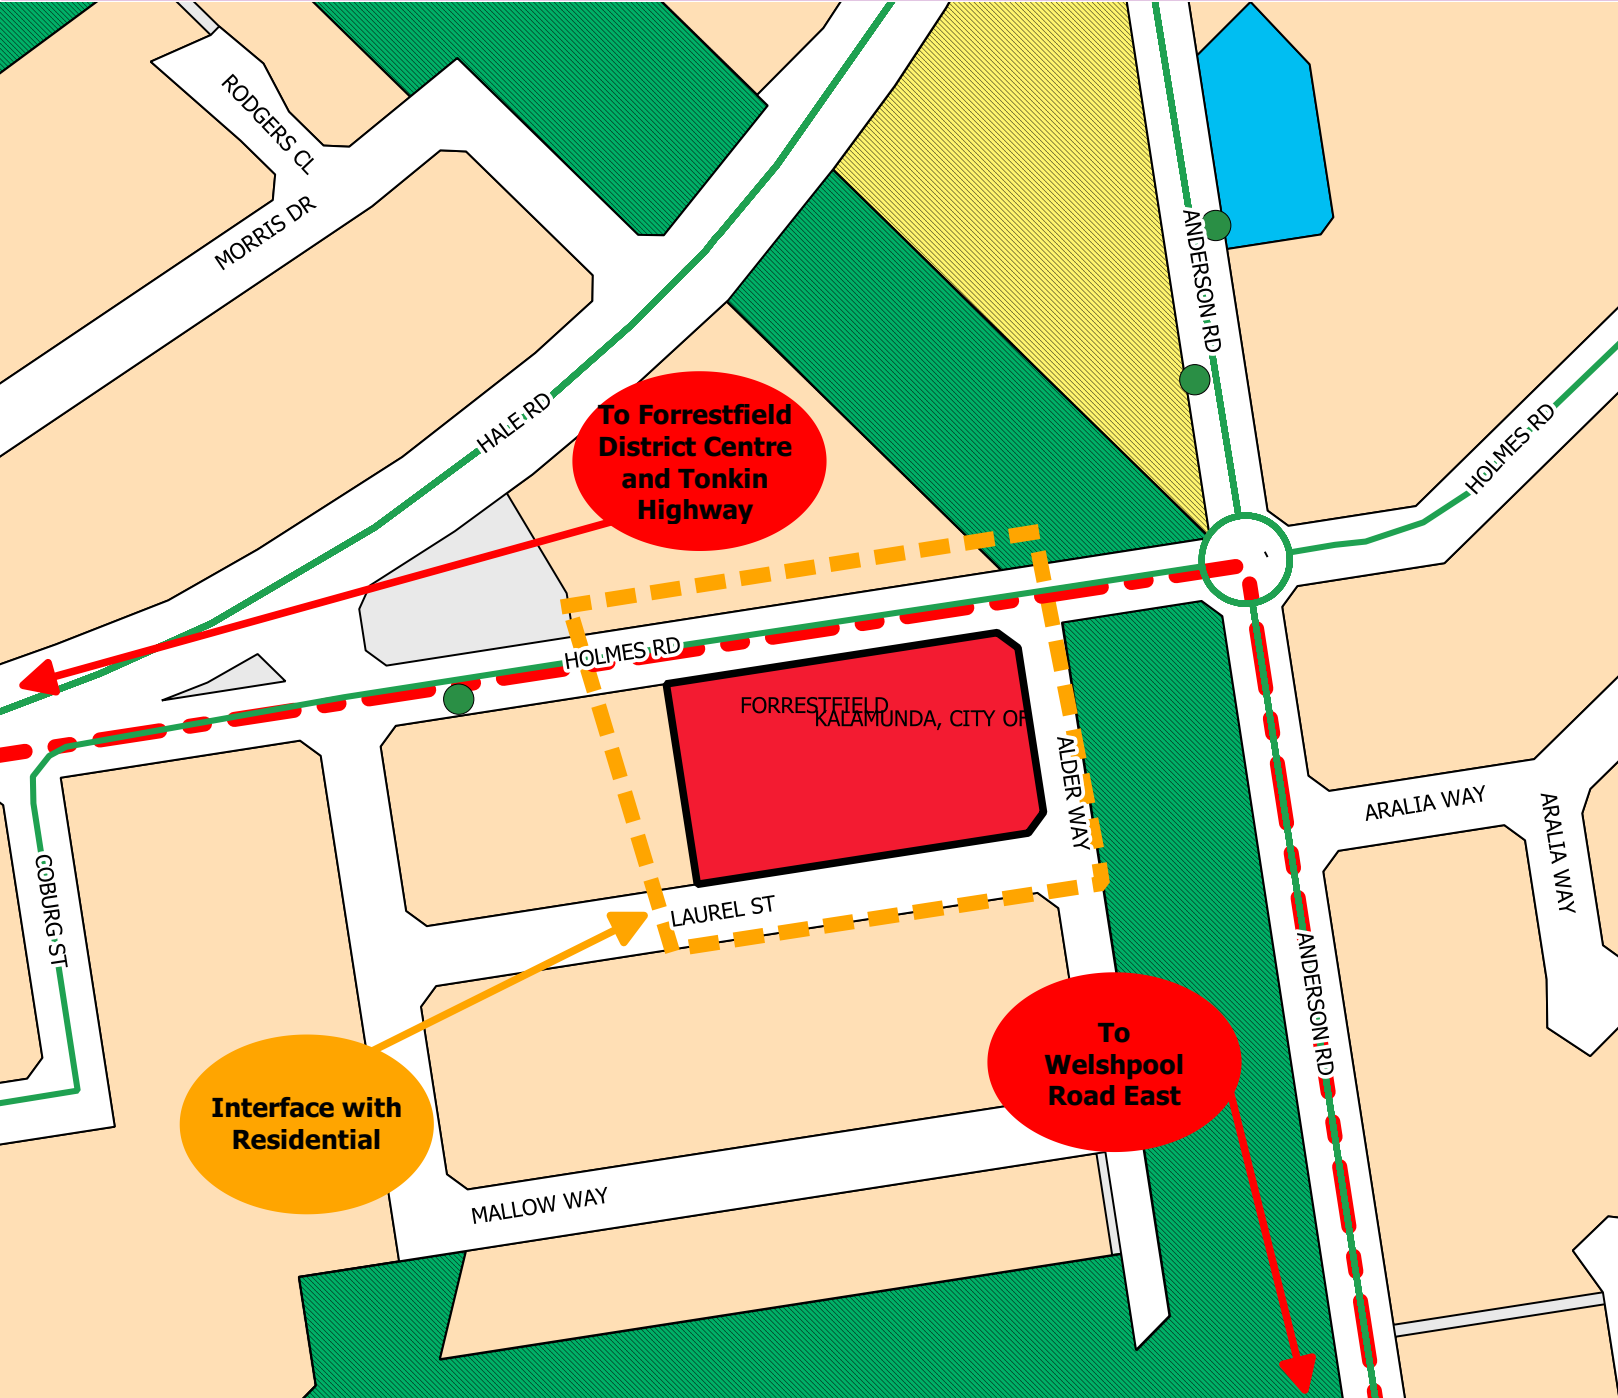 RODGERS CL
MORRIS DR
ANDERSON RD
HALE RD
To Forrestfield
District Centre
and Tonkin
Highway
HOLMES RD
HOLMES RD
FORRESTFIELD
KALAMUNDA, CITY OF
ALDER WAY
ARALIA WAY
ARALIA WAY
COBURG ST
LAUREL ST
ANDERSON RD
To
Welshpool
Road East
Interface with
Residential
MALLOW WAY